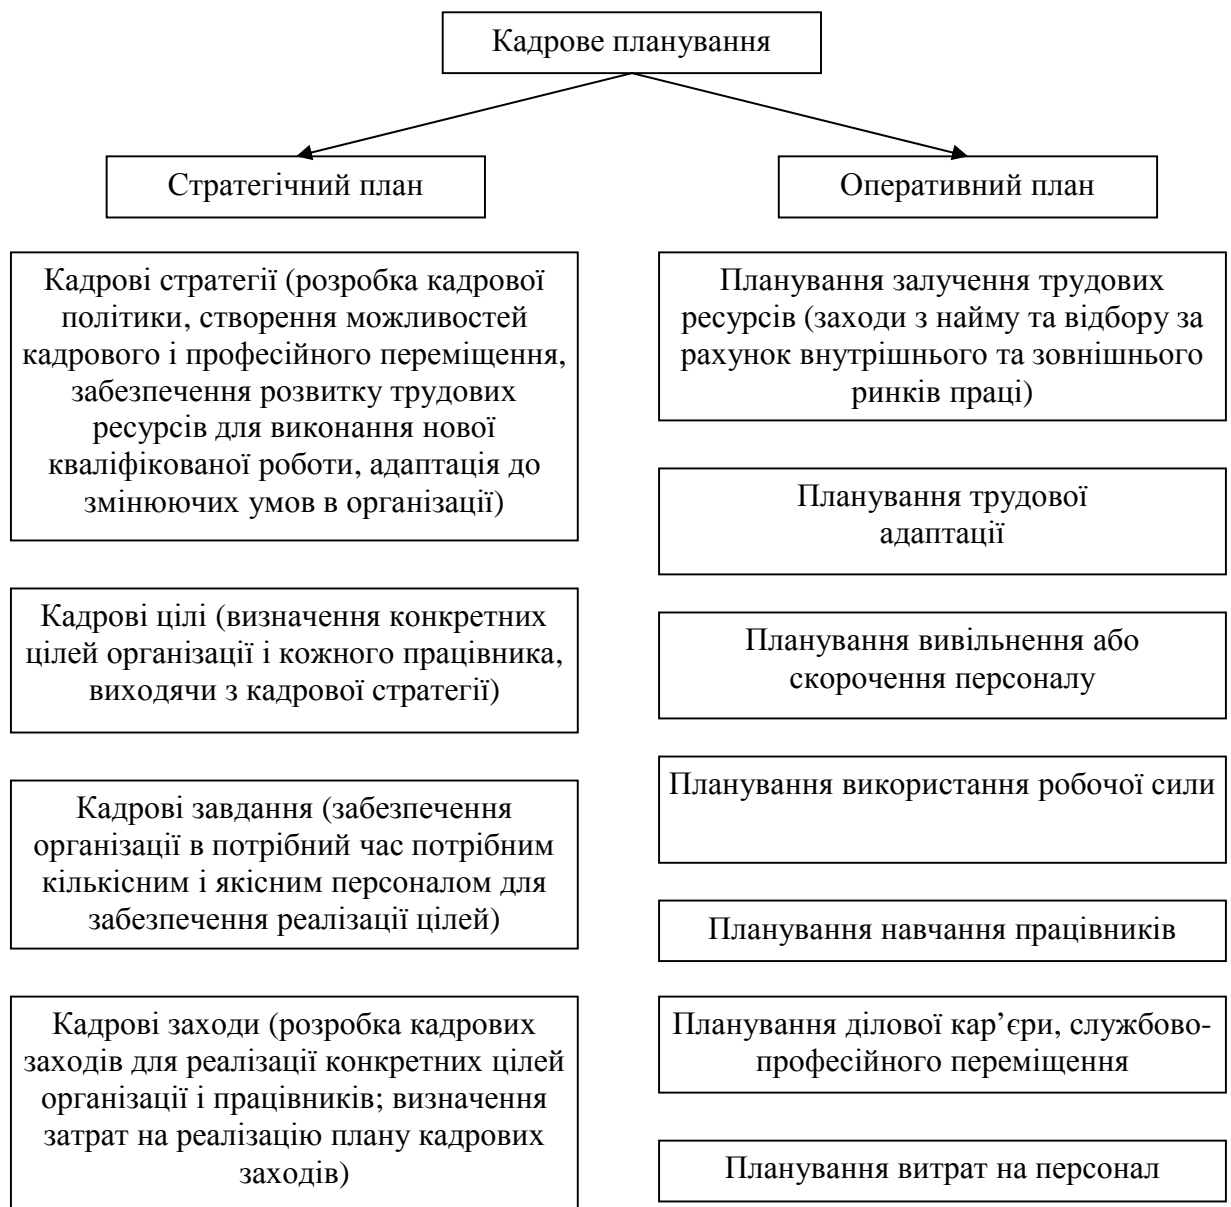 Кадрове планування
Стратегічний план
Оперативний план
Кадрові стратегії (розробка кадрової
політики, створення можливостей
кадрового і професійного переміщення,
забезпечення розвитку трудових
ресурсів для виконання нової
кваліфікованої роботи, адаптація до
змінюючих умов в організації)
Кадрові цілі (визначення конкретних
цілей організації і кожного працівника,
виходячи з кадрової стратегії)
Кадрові завдання (забезпечення
організації в потрібний час потрібним
кількісним і якісним персоналом для
забезпечення реалізації цілей)
Кадрові заходи (розробка кадрових
заходів для реалізації конкретних цілей
організації і працівників; визначення
затрат на реалізацію плану кадрових
заходів)
Планування залучення трудових
ресурсів (заходи з найму та відбору за
рахунок внутрішнього та зовнішнього
ринків праці)
Планування трудової
адаптації
Планування вивільнення або
скорочення персоналу
Планування використання робочої сили
Планування навчання працівників
Планування ділової кар’єри, службово-
професійного переміщення
Планування витрат на персонал